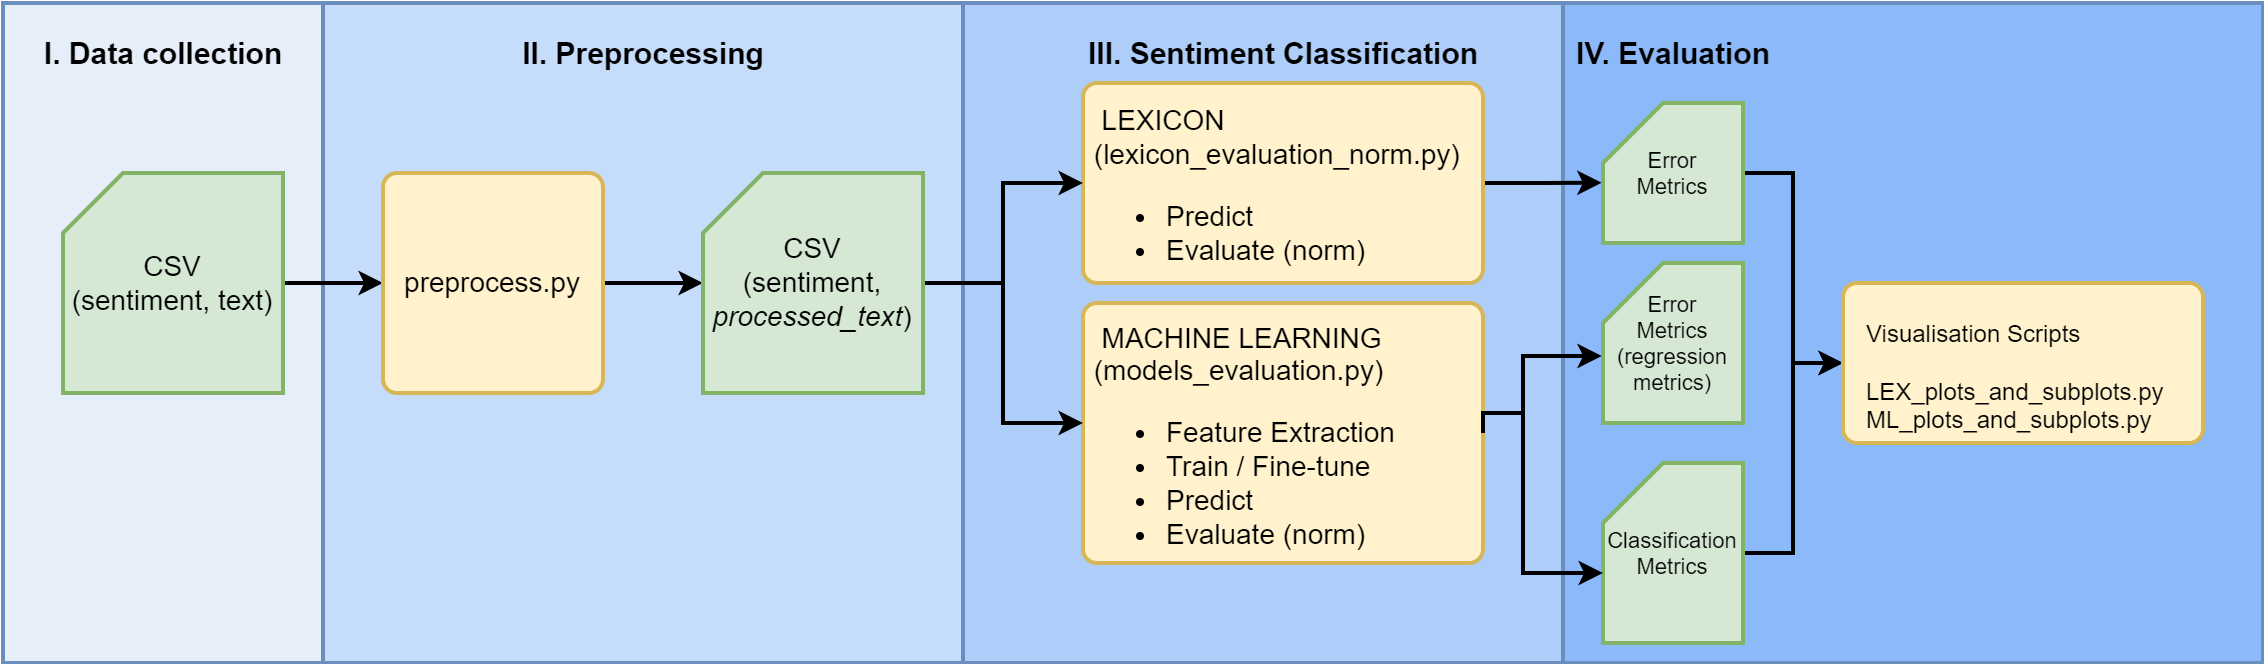 I. Data collection
II. Preprocessing
III. Sentiment Classification
IV. Evaluation
CSV
(sentiment, text)
preprocess.py
CSV
(sentiment,
processed_text)
LEXICON
(lexicon_evaluation_norm.py)
• Predict
• Evaluate (norm)
MACHINE LEARNING
(models_evaluation.py)
• Feature Extraction
• Train / Fine-tune
• Predict
• Evaluate (norm)
Error
Metrics
Error
Metrics
(regression
metrics)
Classification
Metrics
Visualisation Scripts
LEX_plots_and_subplots.py
ML_plots_and_subplots.py